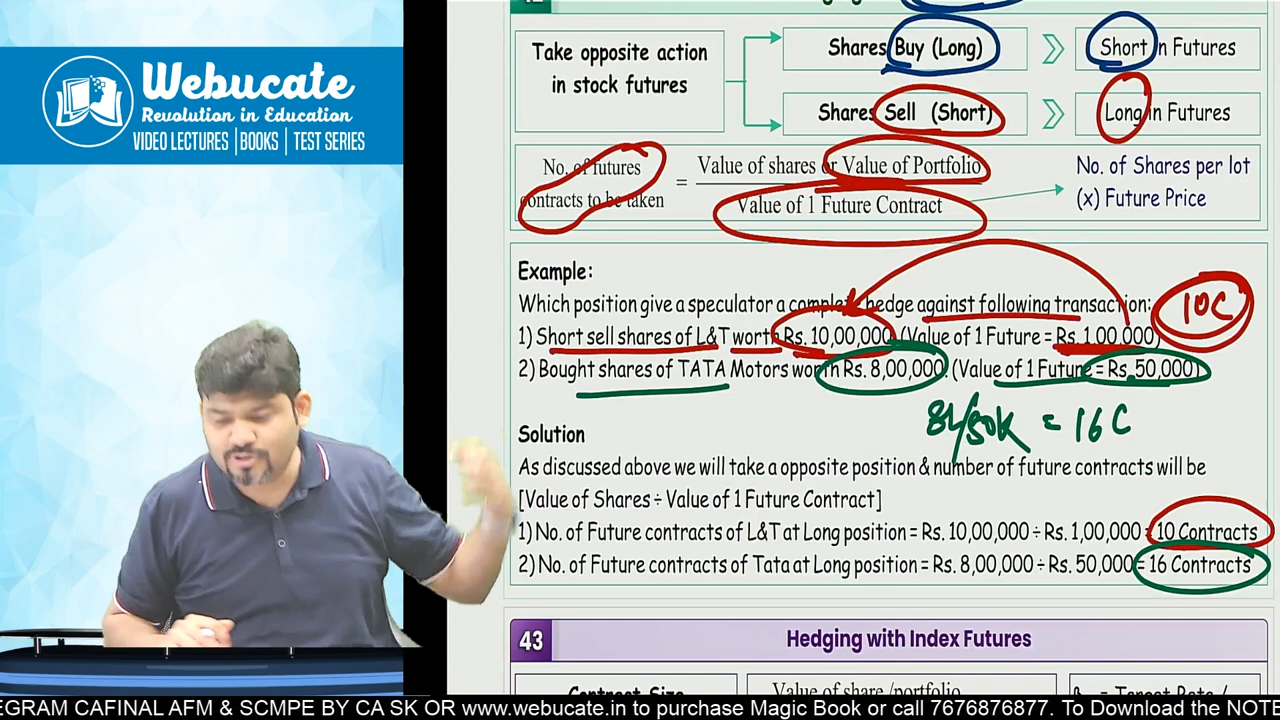 Webucate
Revolution in Education
VIDEO LECTURES | BOOKS | TEST SERIES
Take opposite action
in stock futures
Shares Buy (Long)
Short in Futures
Shares Sell (Short)
Long in Futures
No. of futures
contracts to be taken
=
Value of shares or Value of Portfolio
Value of 1 Future Contract
No. of Shares per lot
(x) Future Price
Example:
Which position give a speculator a complete hedge against following transaction:
10C
1) Short sell shares of L&T worth Rs. 10,00,000. (Value of 1 Future = Rs. 1,00,000)
2) Bought shares of TATA Motors worth Rs. 8,00,000. (Value of 1 Future = Rs. 50,000)
8L/50K = 16C
Solution
As discussed above we will take a opposite position & number of future contracts will be
[Value of Shares ÷ Value of 1 Future Contract]
1) No. of Future contracts of L&T at Long position = Rs. 10,00,000 ÷ Rs. 1,00,000 = 10 Contracts
2) No. of Future contracts of Tata at Long position = Rs. 8,00,000 ÷ Rs. 50,000 = 16 Contracts
43 Hedging with Index Futures
Contract Size
Value of share /portfolio
= Target Beta /
EGRAM CAFINAL AFM & SCMPE BY CA SK OR www.webucate.in to purchase Magic Book or call 7676876877. To Download the NOTE